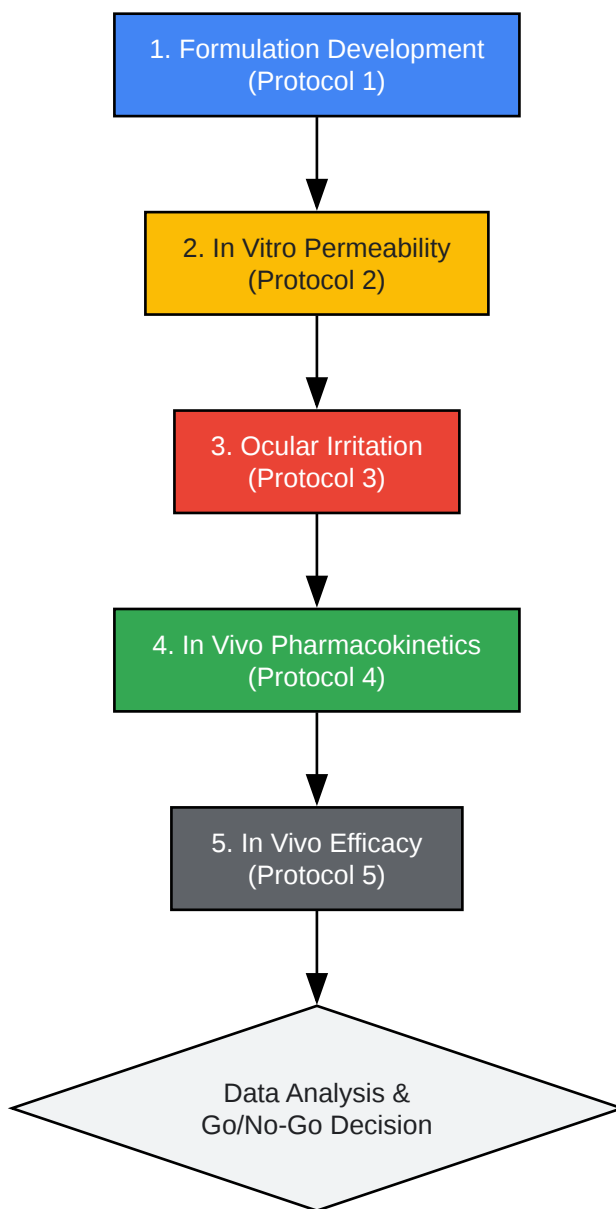 1. Formulation Development
(Protocol 1)
2. In Vitro Permeability
(Protocol 2)
3. Ocular Irritation
(Protocol 3)
4. In Vivo Pharmacokinetics
(Protocol 4)
5. In Vivo Efficacy
(Protocol 5)
Data Analysis &
Go/No-Go Decision